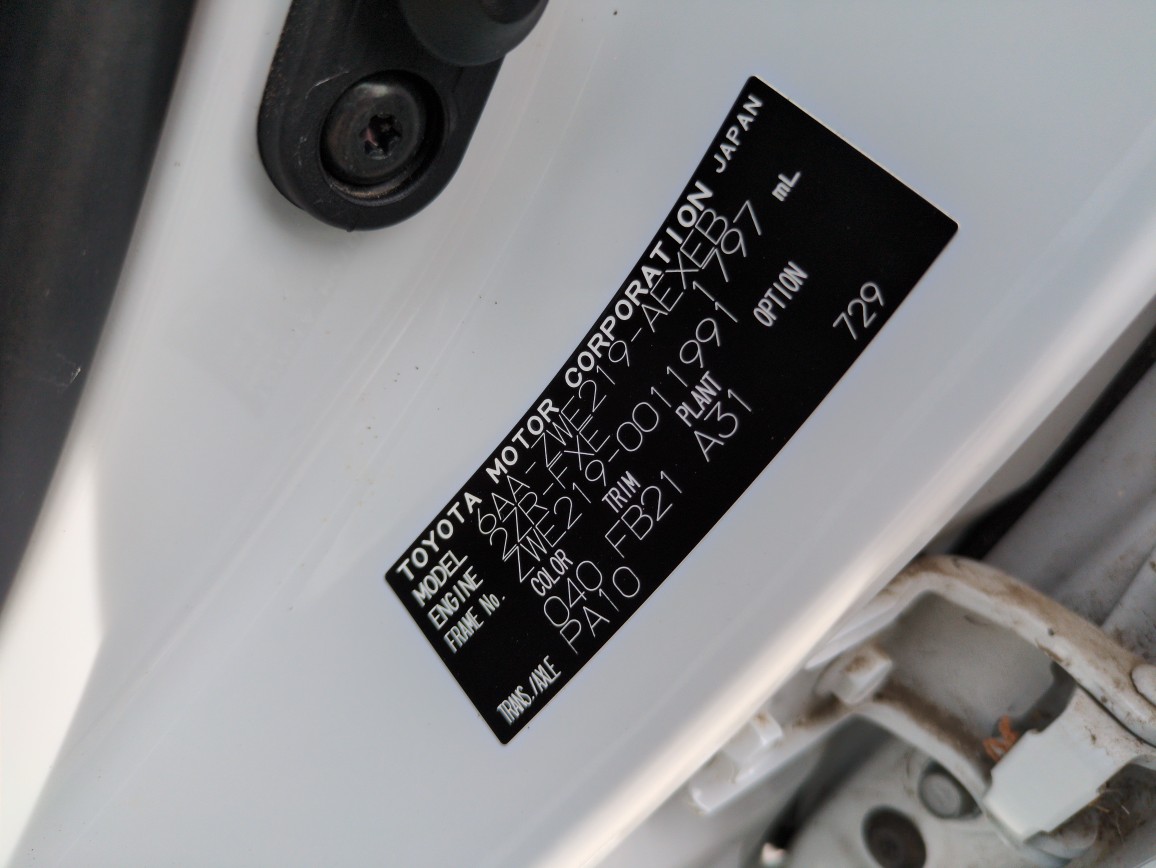 TOYOTA MOTOR CORPORATION JAPAN
MODEL 6AA-ZWE219-AEXEB
ENGINE 2ZR-FXE 1797 mL
FRAME No. ZWE219-0011991
COLOR TRIM PLANT OPTION
040 FB21 A31 729
TRANS./AXLE PA10